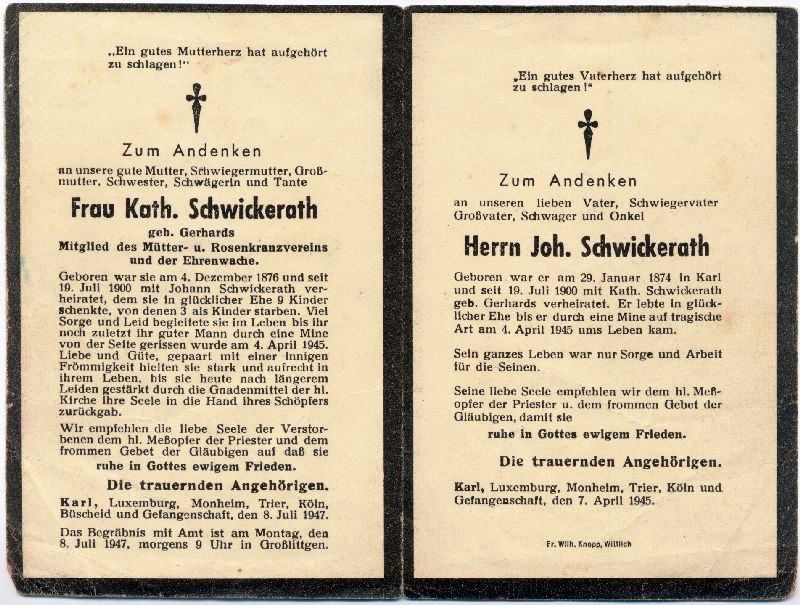 „Ein gutes Mutterherz hat aufgehört
zu schlagen!“
Zum Andenken
an unsere gute Mutter, Schwiegermutter, Groß-
mutter, Schwester, Schwägerin und Tante
Frau Kath. Schwickerath
geb. Gerhards
Mitglied des Mütter- u. Rosenkranzvereins
und der Ehrenwache.
Geboren war sie am 4. Dezember 1876 und seit
19. Juli 1900 mit Johann Schwickerath ver-
heiratet, dem sie in glücklicher Ehe 9 Kinder
schenkte, von denen 3 als Kinder starben. Viel
Sorge und Leid begleitete sie im Leben bis ihr
noch zuletzt ihr guter Mann durch eine Mine
von der Seite gerissen wurde am 4. April 1945.
Liebe und Güte, gepaart mit einer innigen
Frömmigkeit hielten sie stark und aufrecht in
ihrem Leben, bis sie heute nach längerem
Leiden gestärkt durch die Gnadenmittel der hl.
Kirche ihre Seele in die Hand ihres Schöpfers
zurückgab.
Wir empfehlen die liebe Seele der Verstor-
benen dem hl. Meßopfer der Priester und dem
frommen Gebet der Gläubigen auf daß sie
ruhe in Gottes ewigem Frieden.
Die trauernden Angehörigen.
Karl, Luxemburg, Monheim, Trier, Köln,
Büscheid und Gefangenschaft, den 8. Juli 1947.
Das Begräbnis mit Amt ist am Montag, den
8. Juli 1947, morgens 9 Uhr in Großlittgen.
„Ein gutes Vaterherz hat aufgehört
zu schlagen!“
Zum Andenken
an unseren lieben Vater, Schwiegervater
Großvater, Schwager und Onkel
Herrn Joh. Schwickerath
Geboren war er am 29. Januar 1874 in Karl
und seit 19. Juli 1900 mit Kath. Schwickerath
geb. Gerhards verheiratet. Er lebte in glück-
licher Ehe bis er durch eine Mine auf tragische
Art am 4. April 1945 ums Leben kam.
Sein ganzes Leben war nur Sorge und Arbeit
für die Seinen.
Seine liebe Seele empfehlen wir dem hl. Meß-
opfer der Priester u. dem frommen Gebet der
Gläubigen, damit sie
ruhe in Gottes ewigem Frieden.
Die trauernden Angehörigen.
Karl, Luxemburg, Monheim, Trier, Köln und
Gefangenschaft, den 7. April 1945.
Fr. Wilh. Knopp, Wittlich